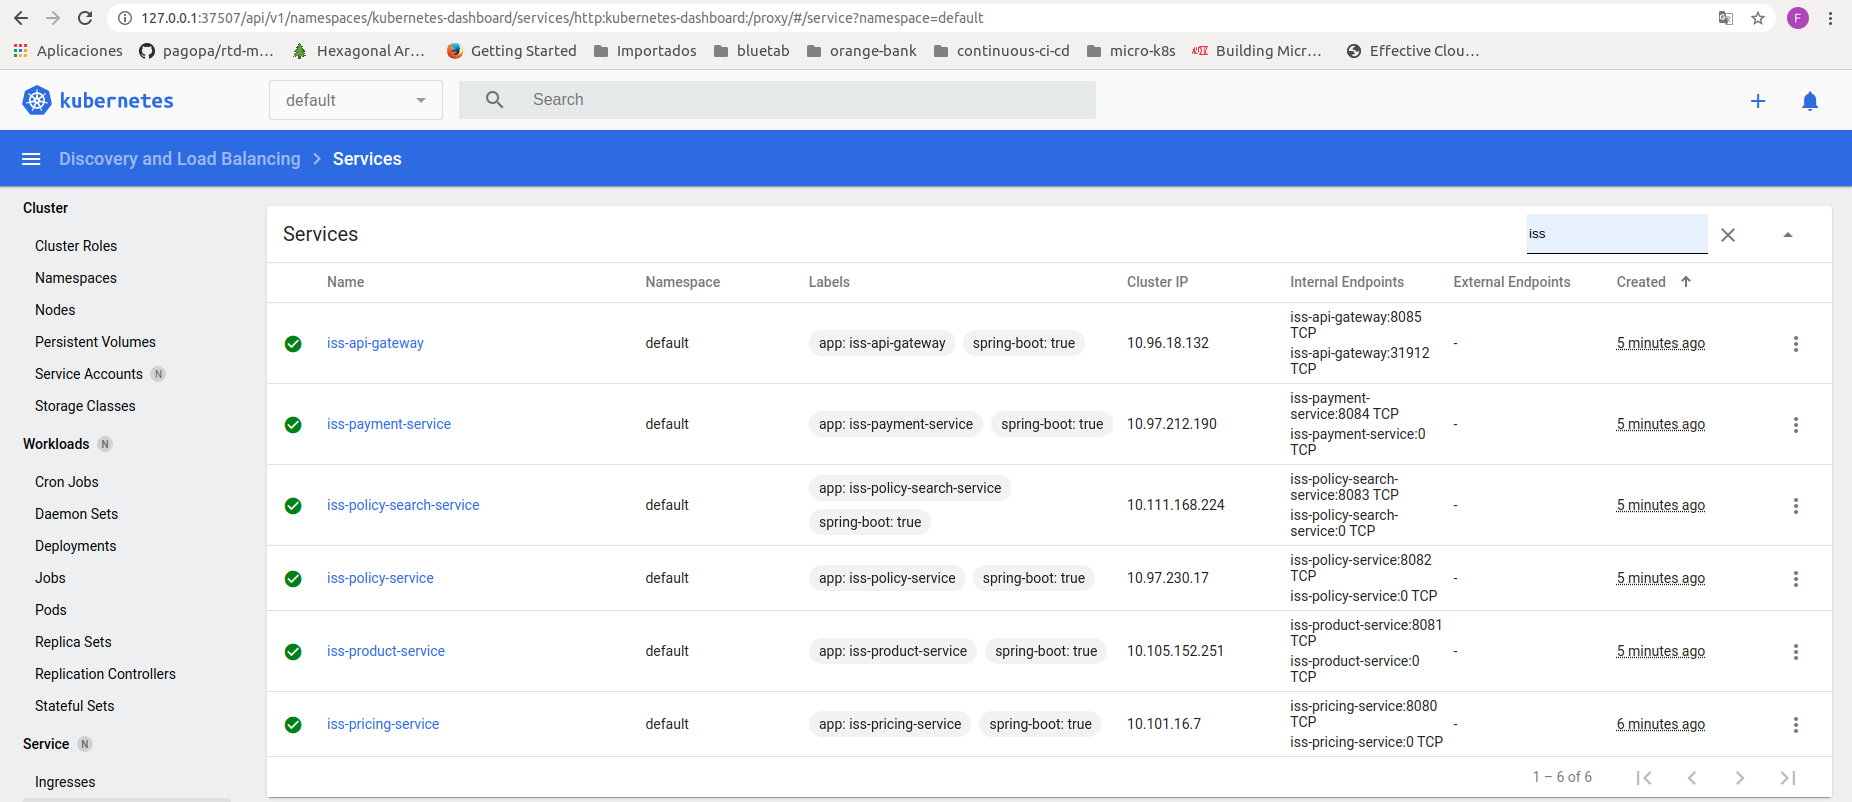 127.0.0.1:37507/api/v1/namespaces/kubernetes-dashboard/services/http:kubernetes-dashboard:/proxy/#/service?namespace=default
F
Aplicaciones pagopa/rtd-m... Hexagonal Ar... Getting Started Importados bluetab orange-bank continuous-ci-cd micro-k8s Building Micr... Effective Clou...
kubernetes default Search
Discovery and Load Balancing > Services
Cluster
Cluster Roles
Namespaces
Nodes
Persistent Volumes
Service Accounts N
Storage Classes
Workloads N
Cron Jobs
Daemon Sets
Deployments
Jobs
Pods
Replica Sets
Replication Controllers
Stateful Sets
Service N
Ingresses
Services iss
Name Namespace Labels Cluster IP Internal Endpoints External Endpoints Created
iss-api-gateway default app: iss-api-gateway spring-boot: true 10.96.18.132
iss-api-gateway:8085
TCP
iss-api-gateway:31912
TCP
- 5 minutes ago
iss-payment-service default app: iss-payment-service spring-boot: true 10.97.212.190
iss-payment-
service:8084 TCP
iss-payment-service:0
TCP
- 5 minutes ago
iss-policy-search-service default
app: iss-policy-search-service
spring-boot: true
10.111.168.224
iss-policy-search-
service:8083 TCP
iss-policy-search-
service:0 TCP
- 5 minutes ago
iss-policy-service default app: iss-policy-service spring-boot: true 10.97.230.17
iss-policy-service:8082
TCP
iss-policy-service:0 TCP
- 5 minutes ago
iss-product-service default app: iss-product-service spring-boot: true 10.105.152.251
iss-product-service:8081
TCP
iss-product-service:0
TCP
- 5 minutes ago
iss-pricing-service default app: iss-pricing-service spring-boot: true 10.101.16.7
iss-pricing-service:8080
TCP
iss-pricing-service:0 TCP
- 6 minutes ago
1 – 6 of 6